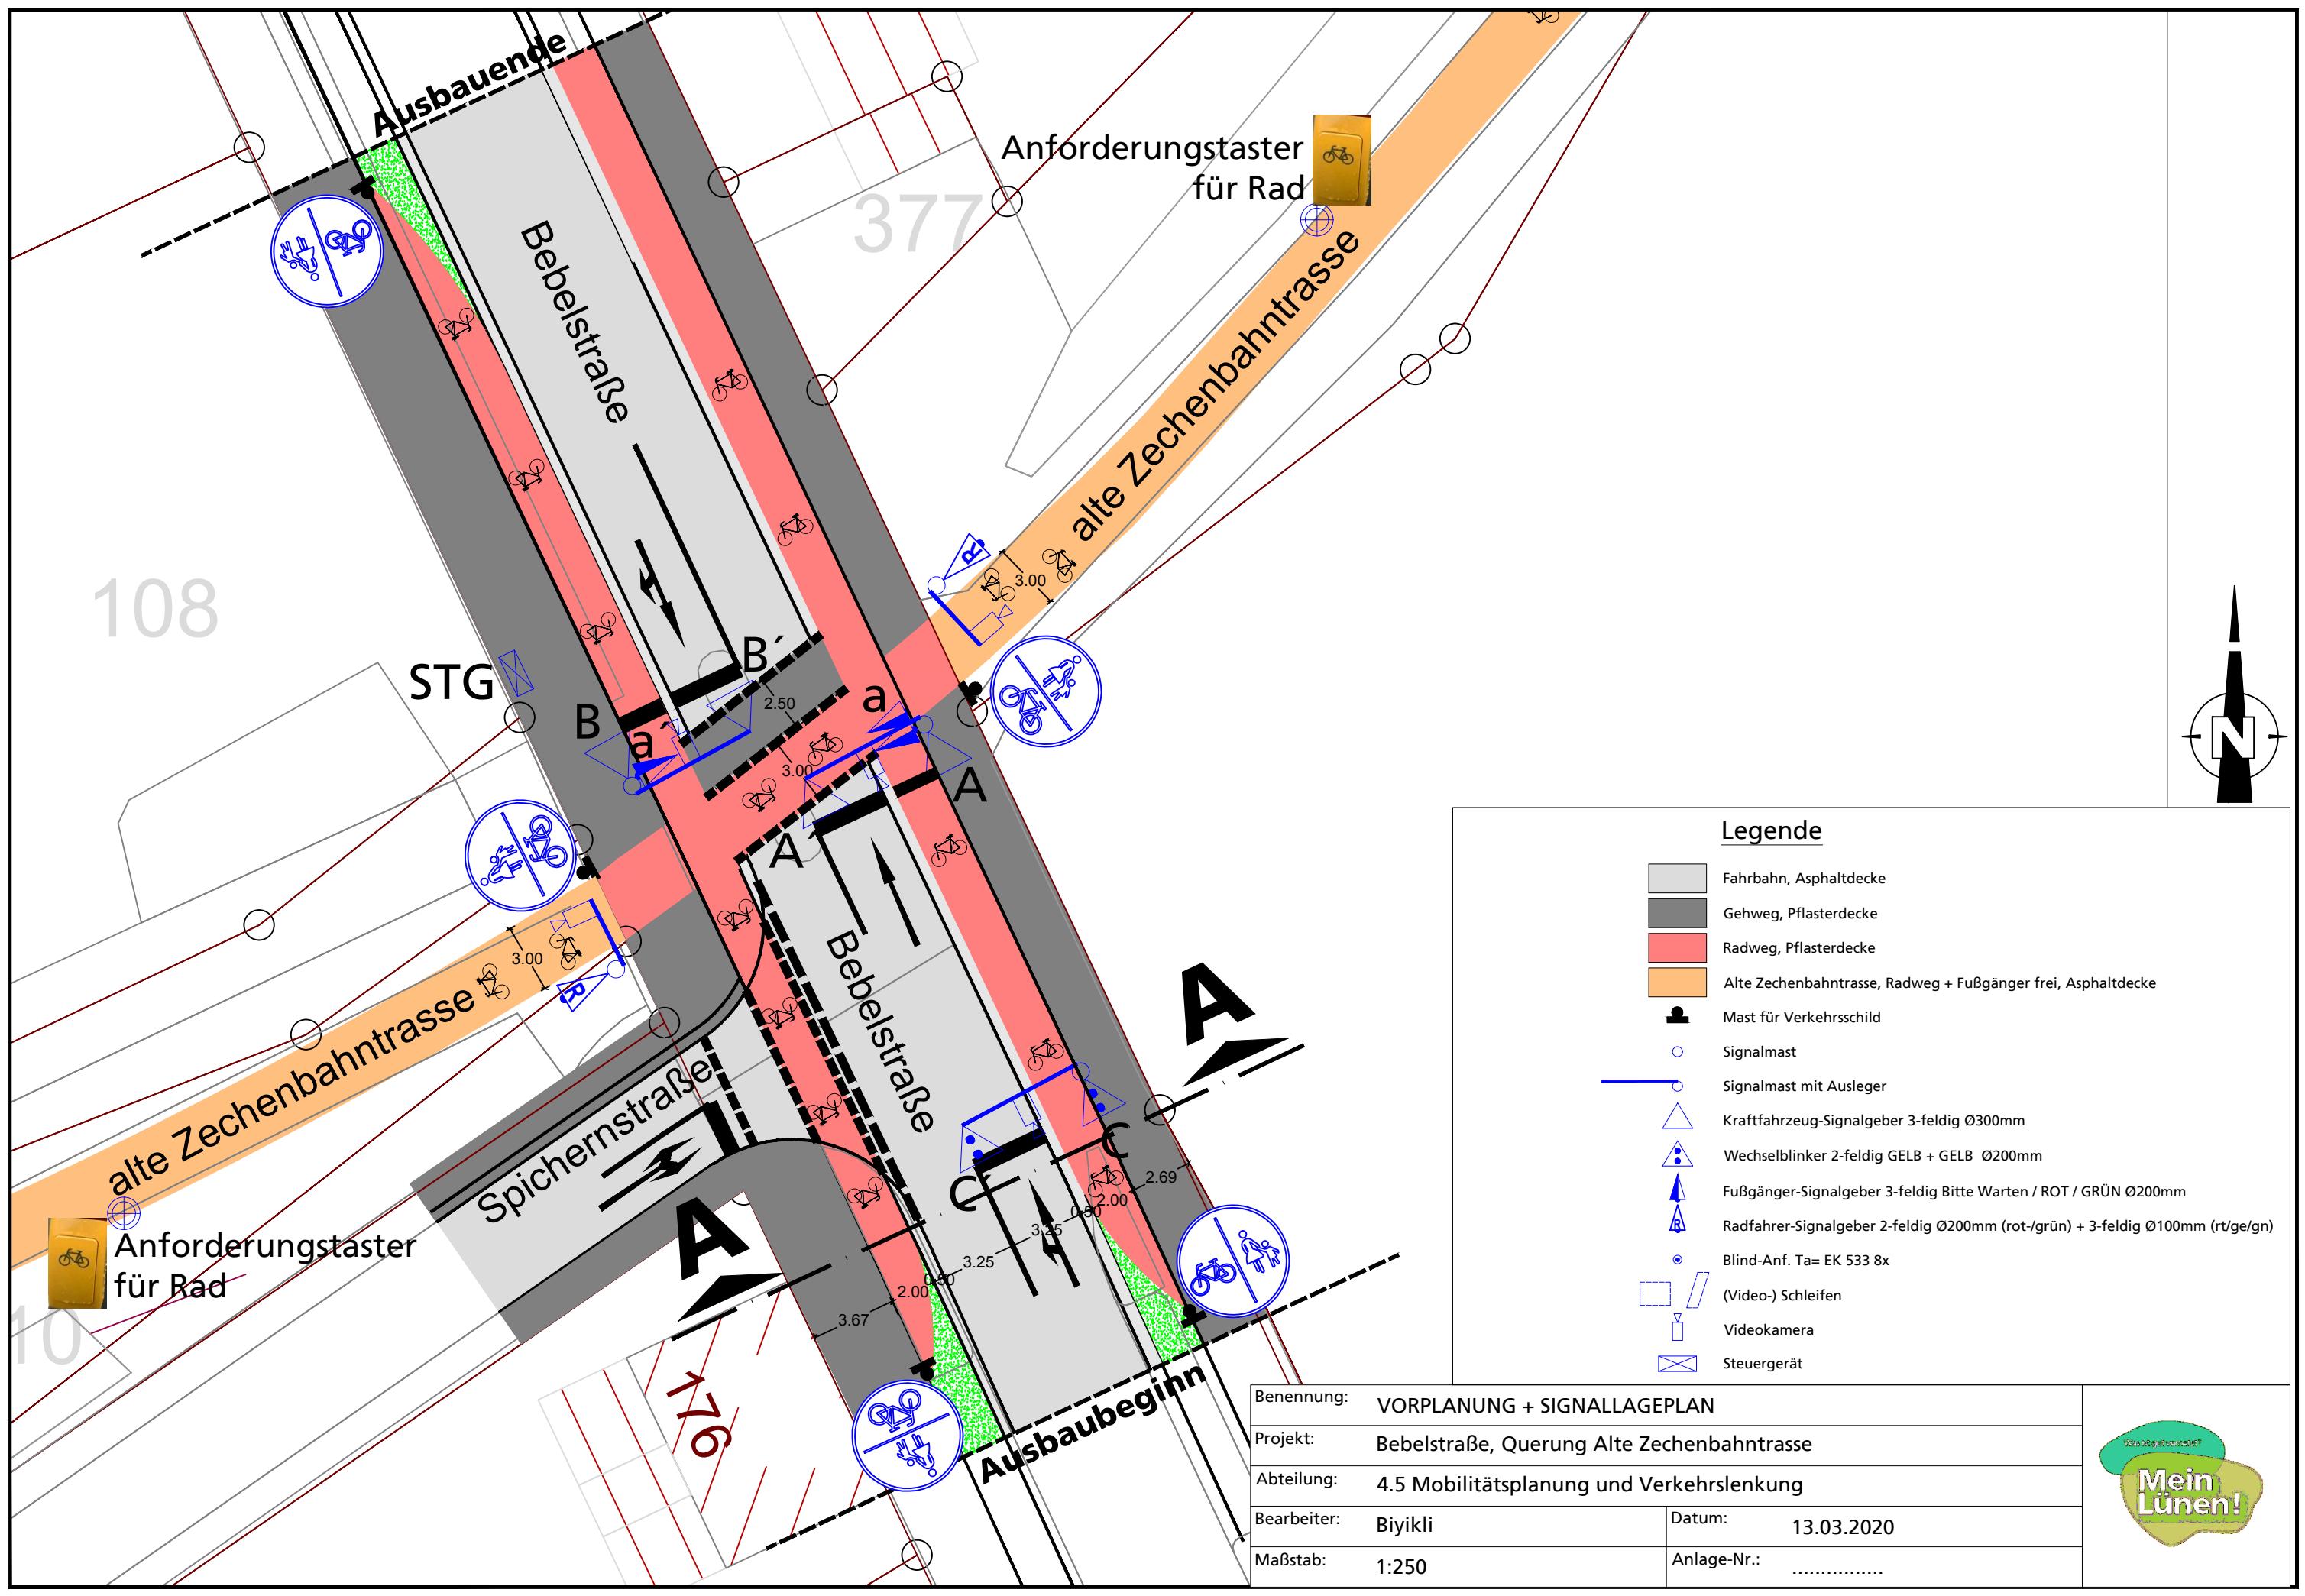 Ausbauende
Anforderungstaster
für Rad
377
Bebelstraße
alte Zechenbahntrasse
108
R
3.00
STG
B
B´
a´
a
2.50
3.00
A
A´
N
3.00
R
alte Zechenbahntrasse
Spichernstraße
Bebelstraße
A
C
C´
2.69
2.00
0.50
3.25
3.25
0.50
2.00
3.67
A
Anforderungstaster
für Rad
10
176
Ausbaubeginn
Legende
Fahrbahn, Asphaltdecke
Gehweg, Pflasterdecke
Radweg, Pflasterdecke
Alte Zechenbahntrasse, Radweg + Fußgänger frei, Asphaltdecke
Mast für Verkehrsschild
Signalmast
Signalmast mit Ausleger
Kraftfahrzeug-Signalgeber 3-feldig Ø300mm
Wechselblinker 2-feldig GELB + GELB Ø200mm
Fußgänger-Signalgeber 3-feldig Bitte Warten / ROT / GRÜN Ø200mm
R Radfahrer-Signalgeber 2-feldig Ø200mm (rot-/grün) + 3-feldig Ø100mm (rt/ge/gn)
Blind-Anf. Ta= EK 533 8x
(Video-) Schleifen
Videokamera
Steuergerät
Benennung: VORPLANUNG + SIGNALLAGEPLAN
Projekt: Bebelstraße, Querung Alte Zechenbahntrasse
Abteilung: 4.5 Mobilitätsplanung und Verkehrslenkung
Bearbeiter: Biyikli
Datum: 13.03.2020
Maßstab: 1:250
Anlage-Nr.: ................
Mein
Lünen!